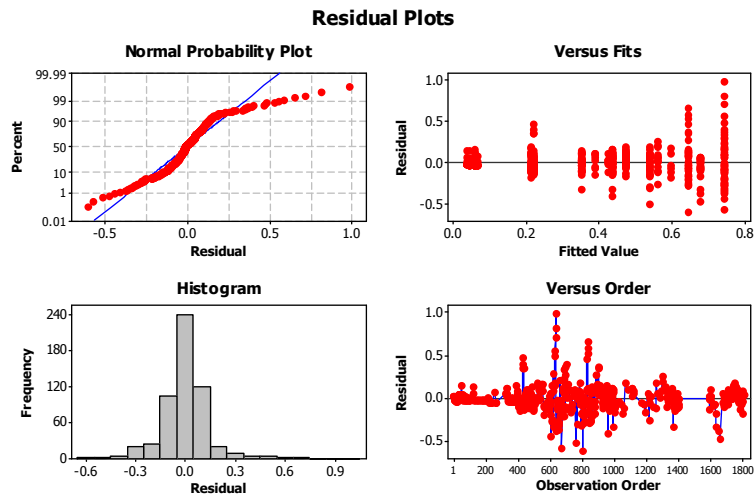 Residual Plots
Normal Probability Plot
99.99
99
90
50
10
1
0.01
Percent
-0.5 0.0 0.5 1.0
Residual
Versus Fits
1.0
0.5
0.0
-0.5
Residual
0.0 0.2 0.4 0.6 0.8
Fitted Value
Histogram
240
180
120
60
0
Frequency
-0.6 -0.3 0.0 0.3 0.6 0.9
Residual
Versus Order
1.0
0.5
0.0
-0.5
Residual
1 200 400 600 800 1000 1200 1400 1600 1800
Observation Order